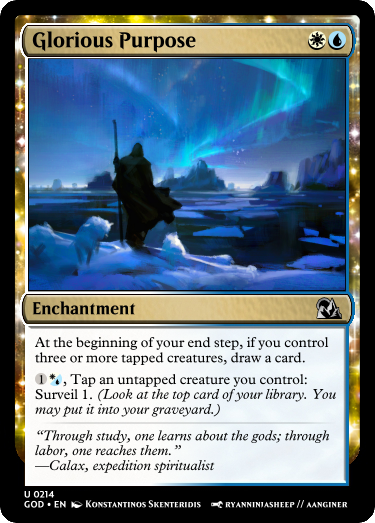 Glorious Purpose
Enchantment
At the beginning of your end step, if you control
three or more tapped creatures, draw a card.
1 , Tap an untapped creature you control:
Surveil 1. (Look at the top card of your library. You
may put it into your graveyard.)
“Through study, one learns about the gods; through
labor, one reaches them.”
—Calax, expedition spiritualist
U 0214
GOD • EN Konstantinos Skenteridis ryanninjasheep // aanginer